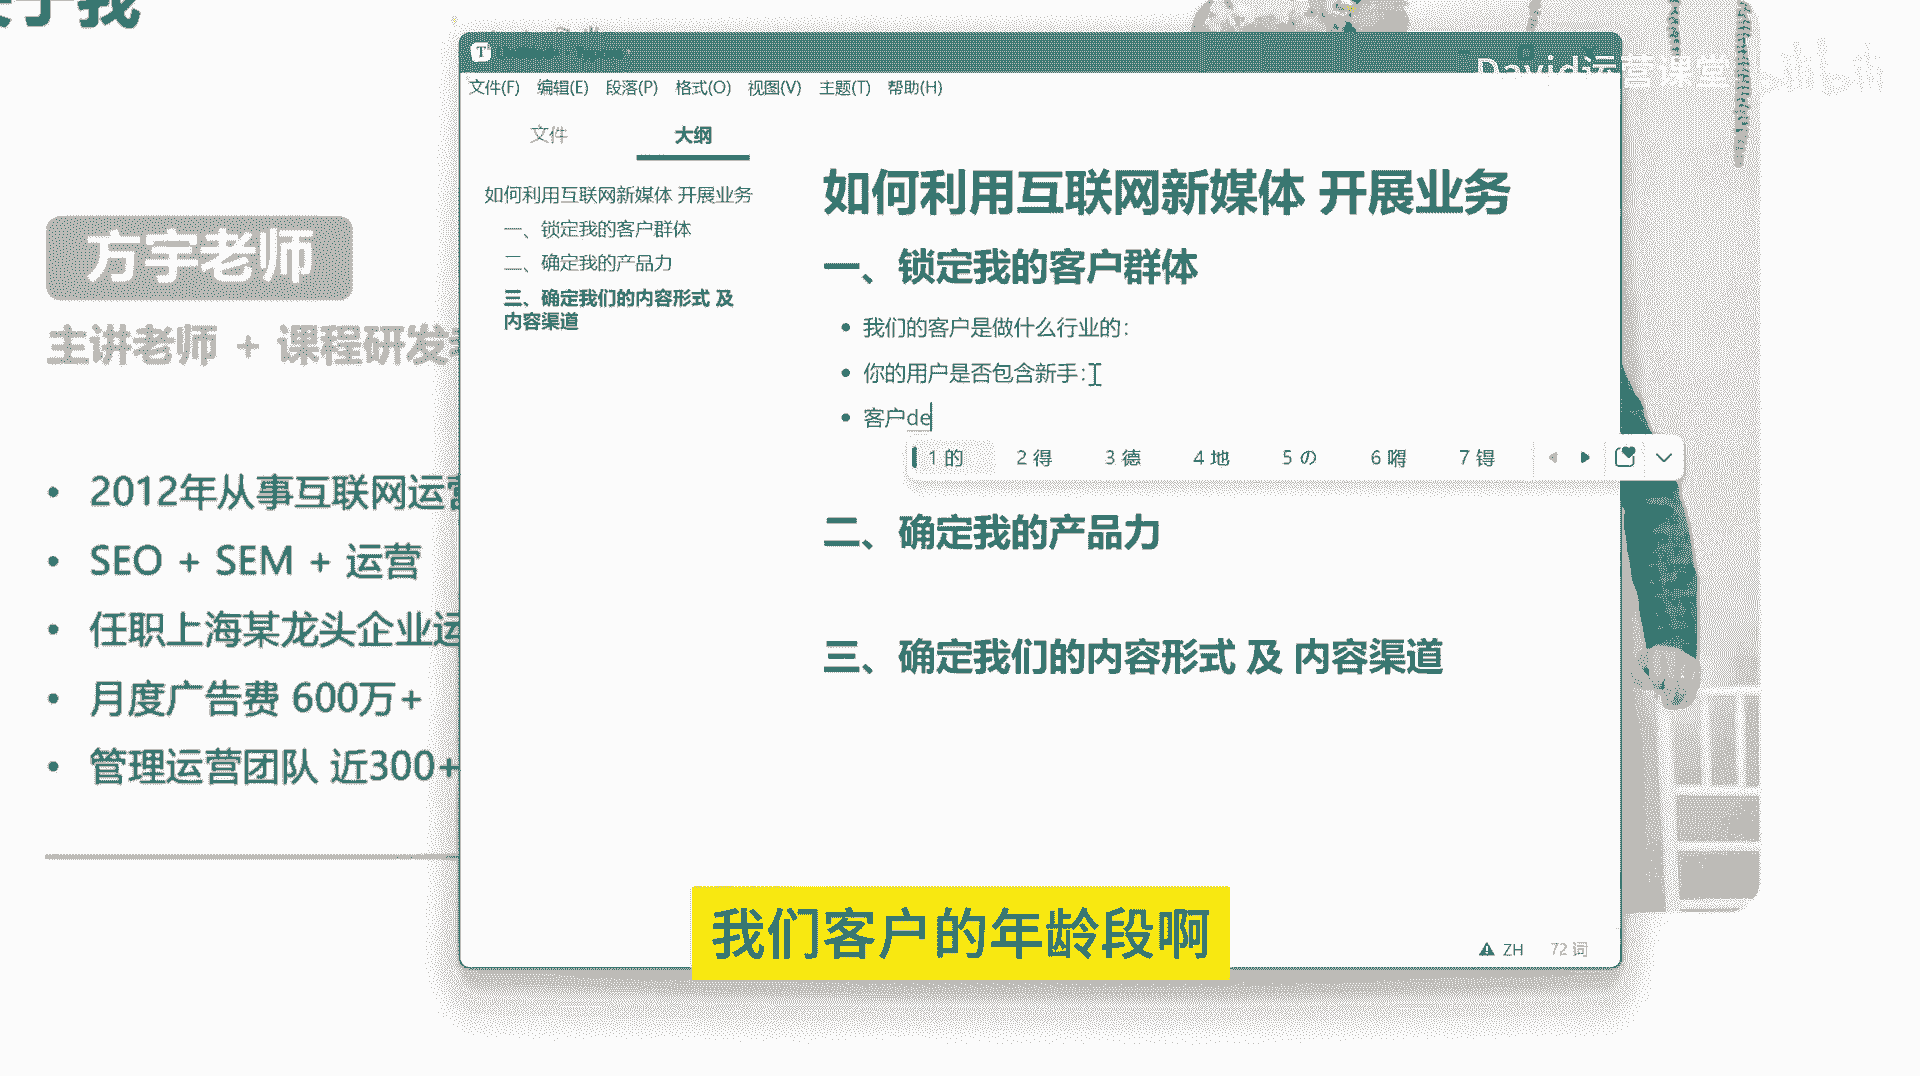 关于我
David运营课堂
文件(F) 编辑(E) 段落(P) 格式(O) 视图(V) 主题(T) 帮助(H)
文件 大纲
如何利用互联网新媒体 开展业务
一、锁定我的客户群体
二、确定我的产品力
三、确定我们的内容形式 及
内容渠道
如何利用互联网新媒体 开展业务
一、锁定我的客户群体
我们的客户是做什么行业的：
你的用户是否包含新手：
客户de
1 的 2 得 3 德 4 地 5 の 6 嘚 7 锝
二、确定我的产品力
三、确定我们的内容形式 及 内容渠道
ZH 72 词
方宇老师
主讲老师 + 课程研发
• 2012年从事互联网运营
• SEO + SEM + 运营
• 任职上海某龙头企业运
• 月度广告费 600万+
• 管理运营团队 近300+
我们客户的年龄段啊